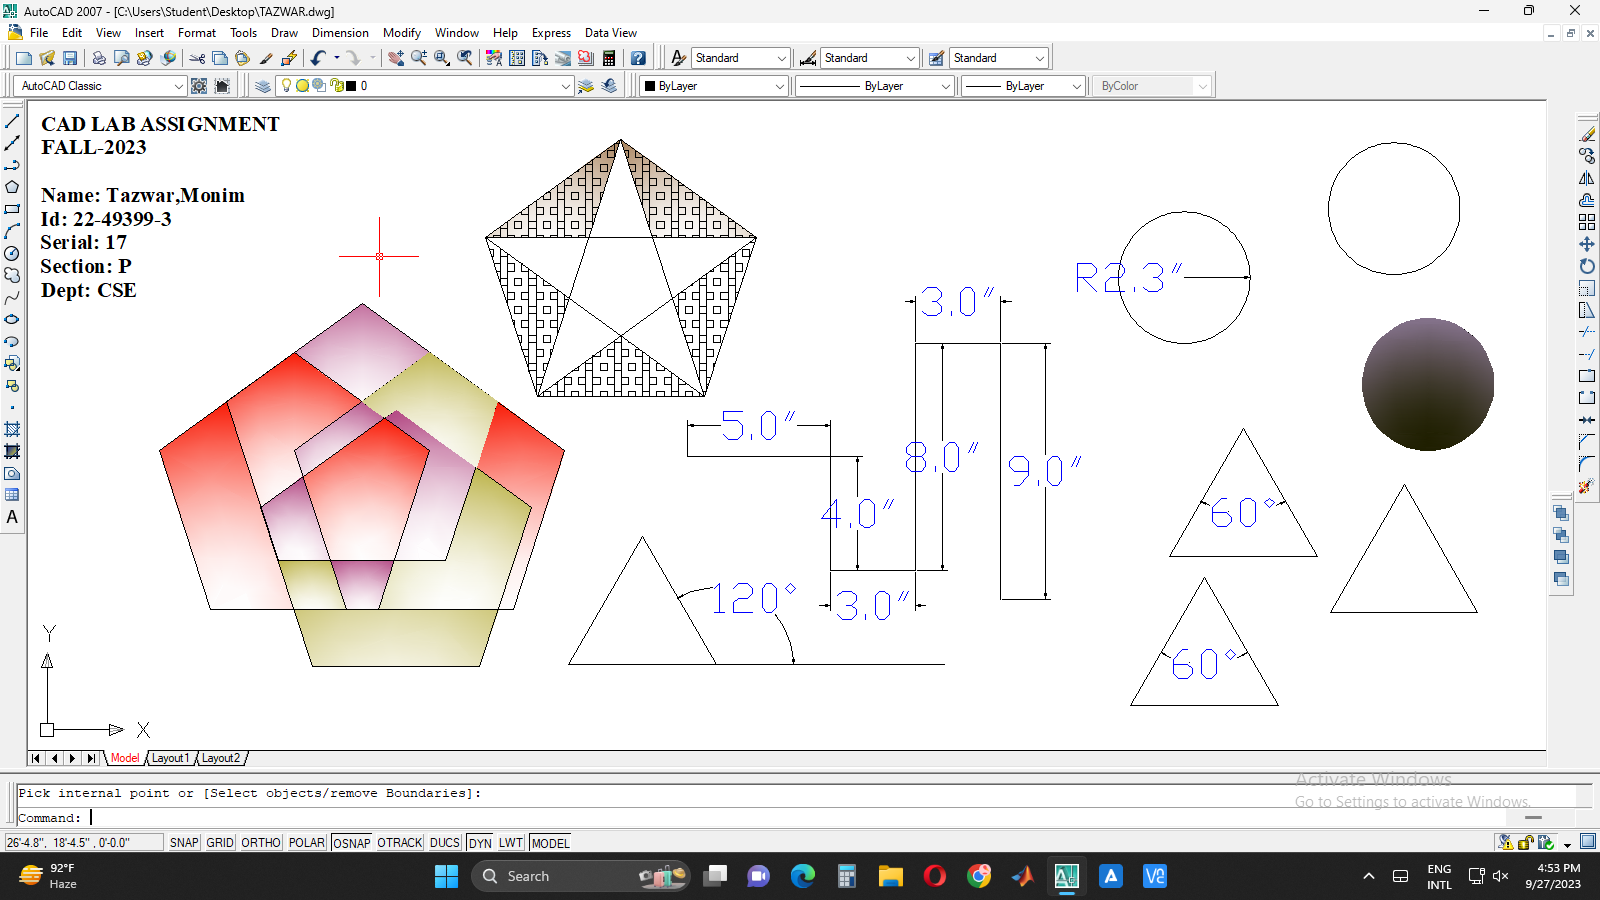 AutoCAD 2007 - [C:\Users\Student\Desktop\TAZWAR.dwg]
File Edit View Insert Format Tools Draw Dimension Modify Window Help Express Data View
Standard Standard Standard
AutoCAD Classic 0 ByLayer ByLayer ByLayer ByColor
CAD LAB ASSIGNMENT
FALL-2023
Name: Tazwar,Monim
Id: 22-49399-3
Serial: 17
Section: P
Dept: CSE
R2.3"
3.0"
5.0"
8.0"
9.0"
4.0"
60°
120°
3.0"
60°
Y
X
A
Model Layout1 Layout2
Pick internal point or [Select objects/remove Boundaries]:
Command:
Activate Windows
Go to Settings to activate Windows.
26'-4.8", 18'-4.5" , 0'-0.0" SNAP GRID ORTHO POLAR OSNAP OTRACK DUCS DYN LWT MODEL
92°F
Haze
Search
ENG
INTL
4:53 PM
9/27/2023